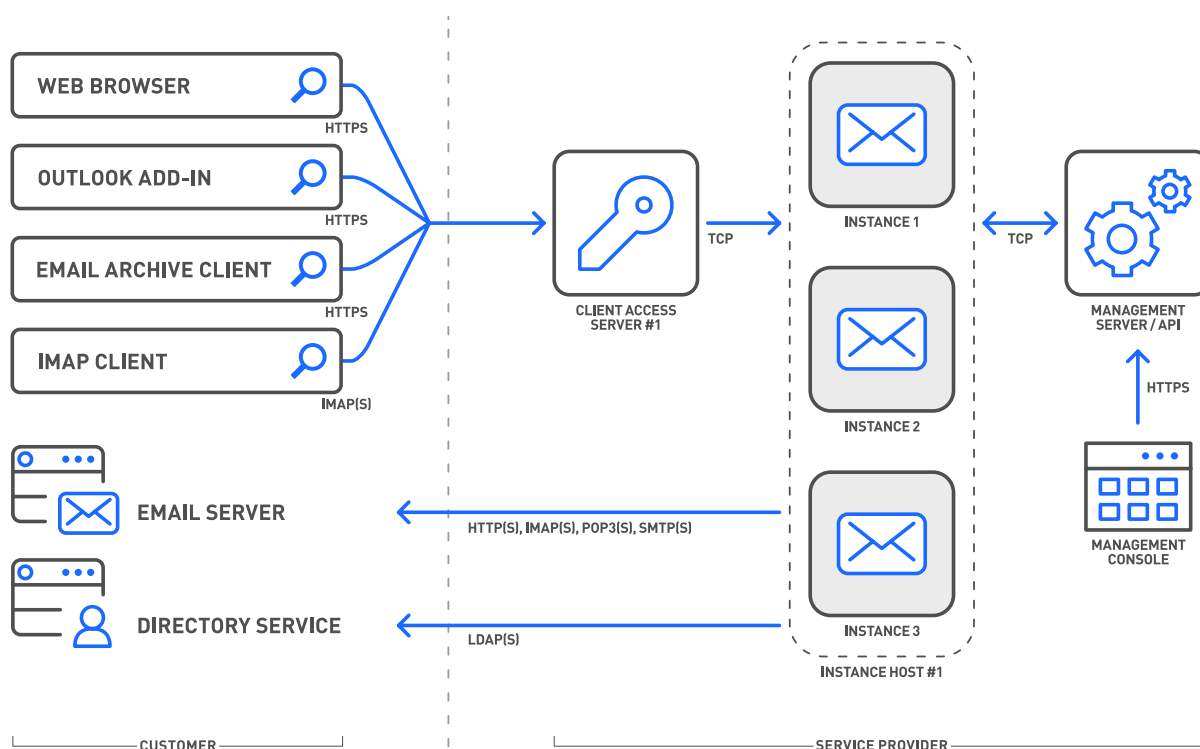 WEB BROWSER
HTTPS
OUTLOOK ADD-IN
HTTPS
EMAIL ARCHIVE CLIENT
HTTPS
IMAP CLIENT
IMAP(S)
EMAIL SERVER
DIRECTORY SERVICE
CLIENT ACCESS
SERVER #1
TCP
INSTANCE 1
INSTANCE 2
INSTANCE 3
INSTANCE HOST #1
TCP
MANAGEMENT
SERVER / API
HTTPS
MANAGEMENT
CONSOLE
HTTP(S), IMAP(S), POP3(S), SMTP(S)
LDAP(S)
CUSTOMER
SERVICE PROVIDER